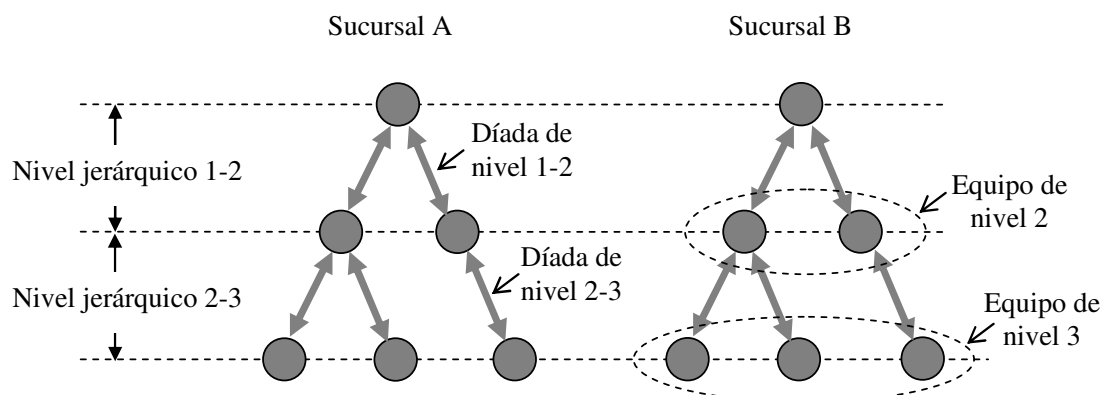 Sucursal A
Sucursal B
Díada de
nivel 1-2
Nivel jerárquico 1-2
Equipo de
nivel 2
Díada de
nivel 2-3
Nivel jerárquico 2-3
Equipo de
nivel 3